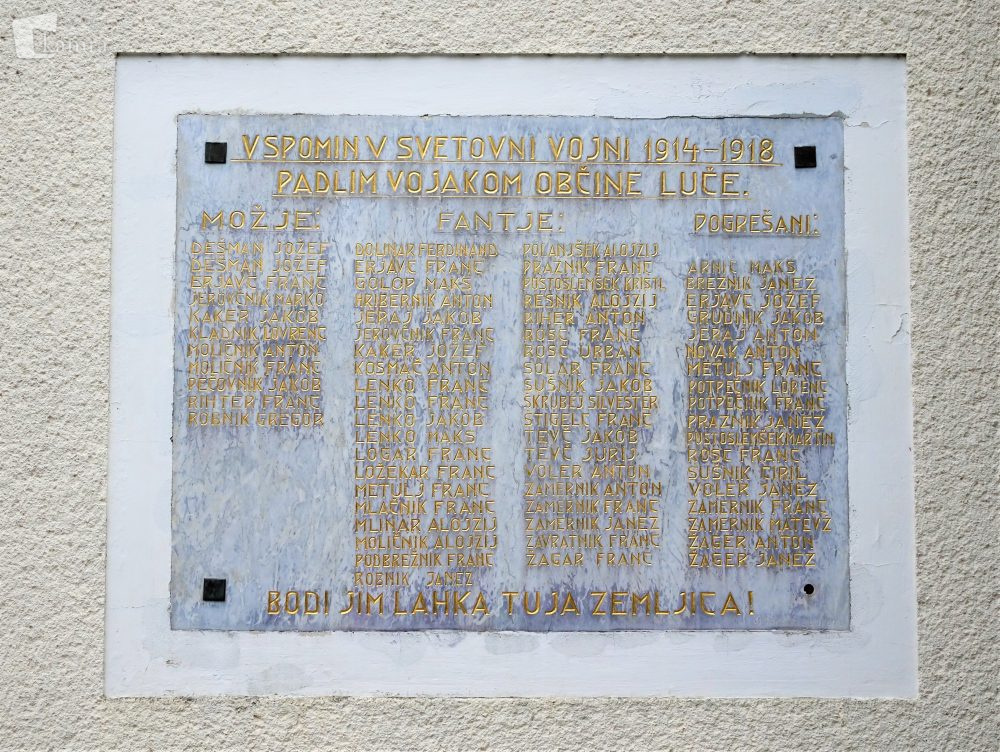 V SPOMIN V SVETOVNI VOJNI 1914–1918
PADLIM VOJAKOM OBČINE LUČE.
MOŽJE:
DEŠMAN JOŽEF
DEŠMAN JOŽEF
ERJAVC FRANC
JEROVČNIK MARKO
KAKER JAKOB
KLADNIK LOVRENC
MOLIČNIK ANTON
MOLIČNIK FRANC
PEČOVNIK JAKOB
RIHTER FRANC
ROBNIK GREGOR
FANTJE:
DOLINAR FERDINAND
ERJAVC FRANC
GOLOP MAKS
HRIBERNIK ANTON
JERAJ JAKOB
JEROVČNIK FRANC
KAKER JOŽEF
KOSMAČ ANTON
LENKO FRANC
LENKO FRANC
LENKO JAKOB
LENKO MAKS
LOGAR FRANC
LOŽEKAR FRANC
METULJ FRANC
MLAČNIK FRANC
MLINAR ALOJZIJ
MOLIČNIK ALOJZIJ
PODBREŽNIK FRANC
ROBNIK JANEZ
POLANJŠEK ALOJZIJ
PRAZNIK FRANC
PUSTOSLEMŠEK KRISTL
RESNIK ALOJZIJ
RIHER ANTON
ROSC FRANC
ROSC URBAN
SOLAR FRANC
SUŠNIK JAKOB
SKRUBEJ SILVESTER
STIGELC FRANC
TEVČ JAKOB
TEVČ JURIJ
VOLER ANTON
ZAMERNIK ANTON
ZAMERNIK FRANC
ZAMERNIK JANEZ
ZAVRATNIK FRANC
ŽAGAR FRANC
POGREŠANI:
ARNIČ MAKS
BREZNIK JANEZ
ERJAVC JOŽEF
GRUDNIK JAKOB
JERAJ ANTON
NOVAK ANTON
METULJ FRANC
POTPEČNIK LORENC
POTPEČNIK FRANC
PRAZNIK JANEZ
PUSTOSLEMŠEK MARTIN
ROSC FRANC
SUŠNIK CIRIL
VOLER JANEZ
ZAMERNIK FRANC
ZAMERNIK MATEVŽ
ŽAGER ANTON
ŽAGER JANEZ
BODI JIM LAHKA TUJA ZEMLJICA!